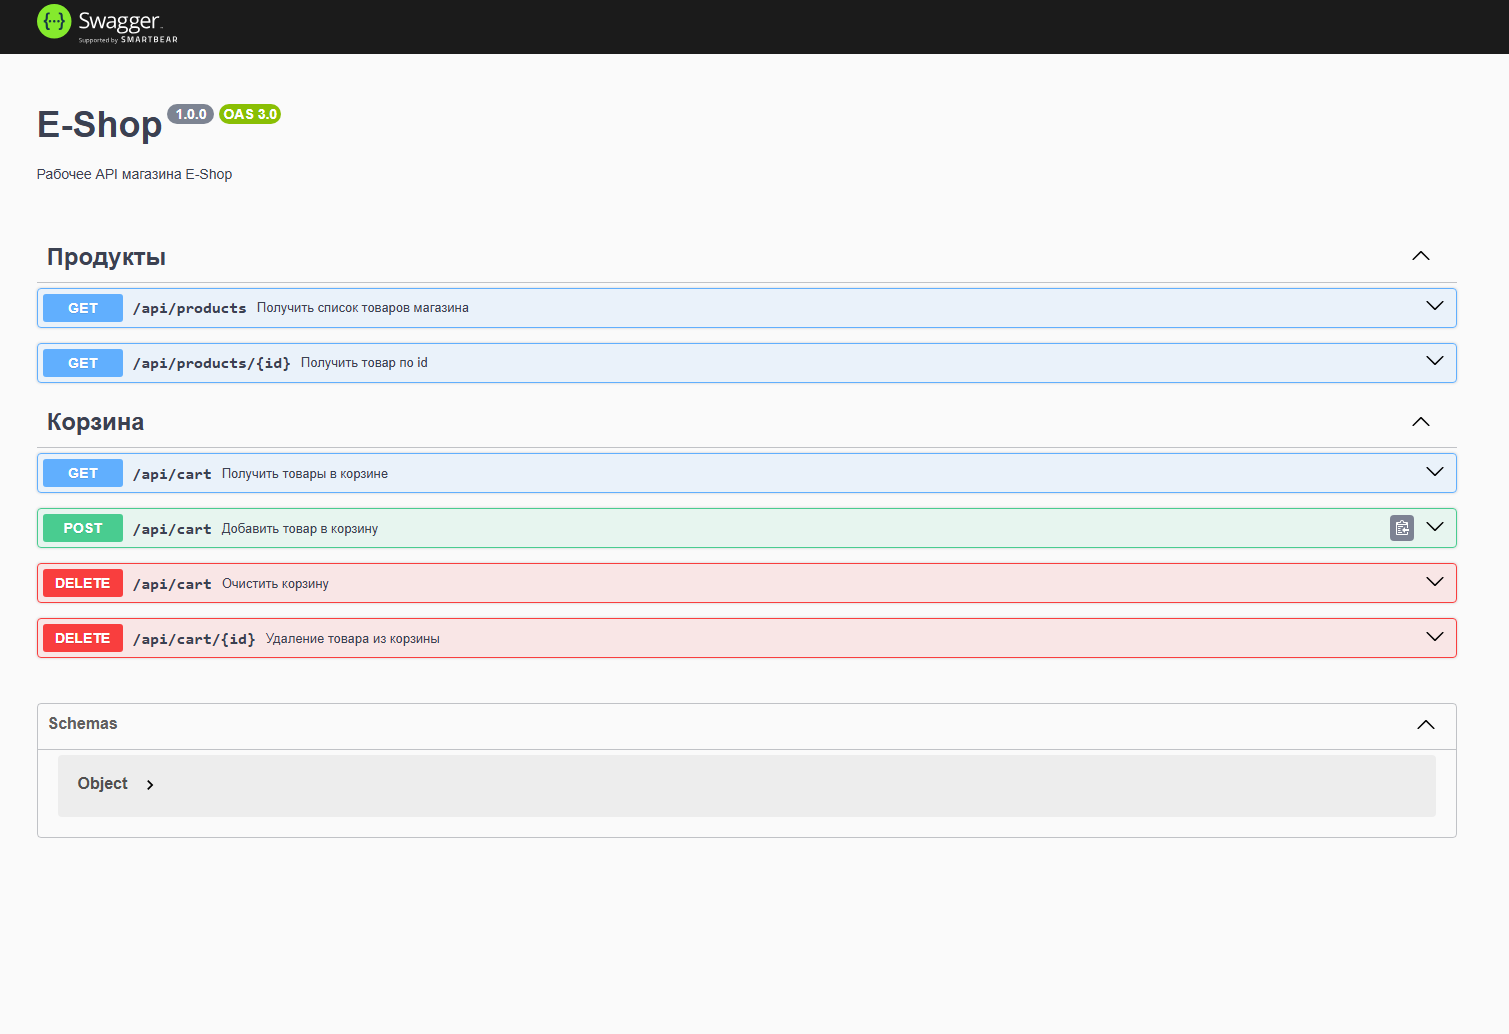 Swagger
Supported by SMARTBEAR
E-Shop 1.0.0 OAS 3.0
Рабочее API магазина E-Shop
Продукты
GET /api/products Получить список товаров магазина
GET /api/products/{id} Получить товар по id
Корзина
GET /api/cart Получить товары в корзине
POST /api/cart Добавить товар в корзину
DELETE /api/cart Очистить корзину
DELETE /api/cart/{id} Удаление товара из корзины
Schemas
Object